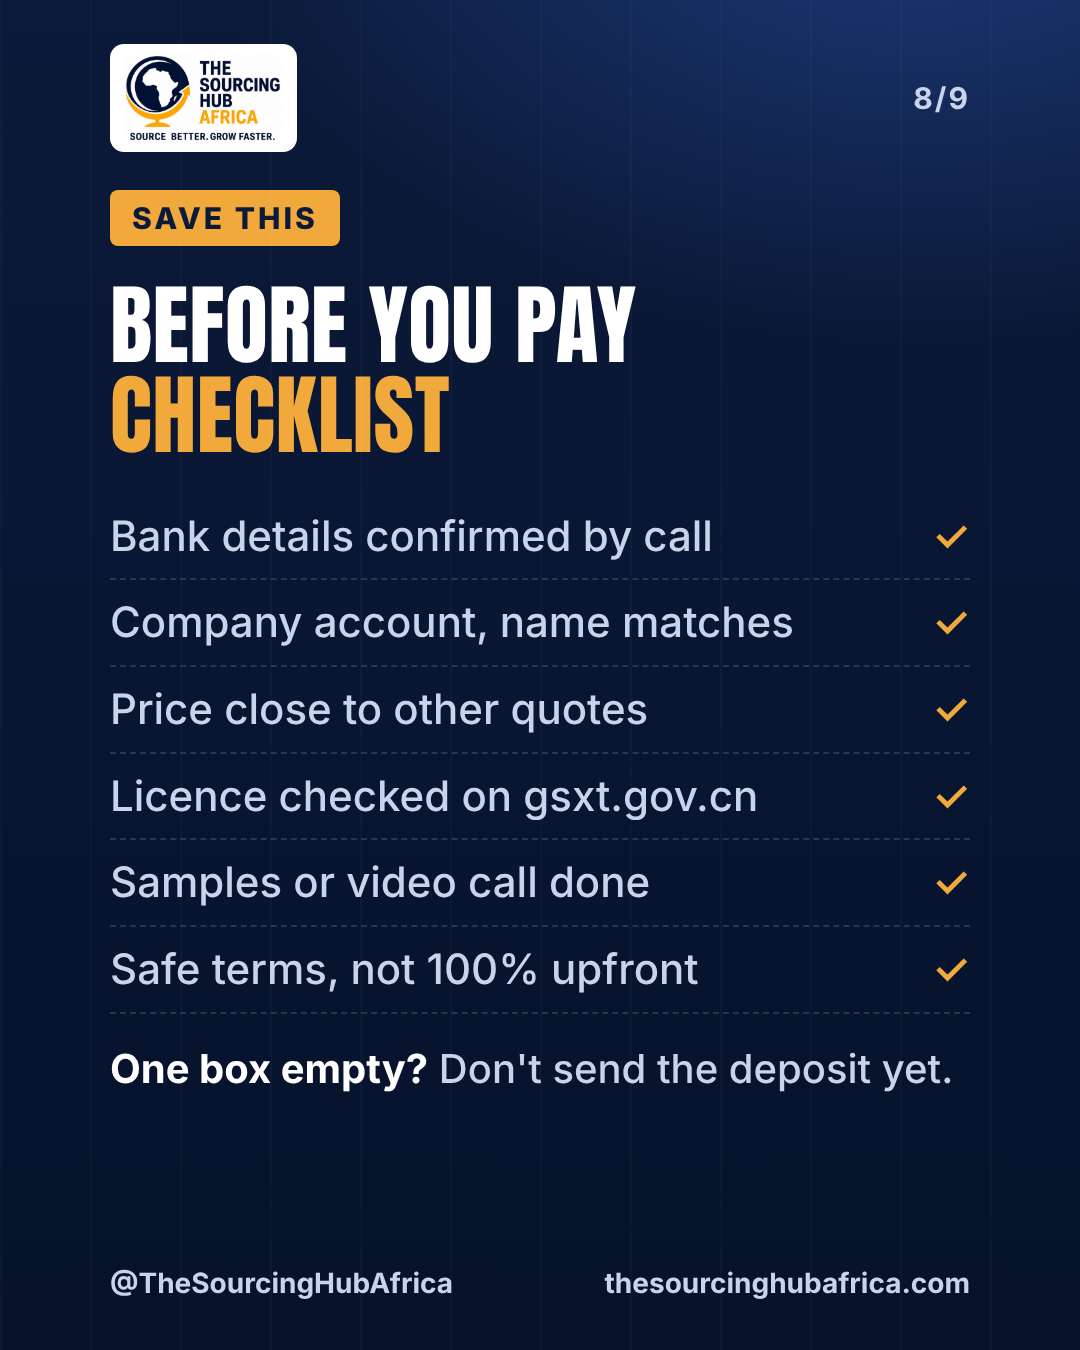 THE
SOURCING
HUB
AFRICA
SOURCE BETTER. GROW FASTER.
8/9
SAVE THIS
BEFORE YOU PAY
CHECKLIST
Bank details confirmed by call
Company account, name matches
Price close to other quotes
Licence checked on gsxt.gov.cn
Samples or video call done
Safe terms, not 100% upfront
One box empty? Don't send the deposit yet.
@TheSourcingHubAfrica
thesourcinghubafrica.com